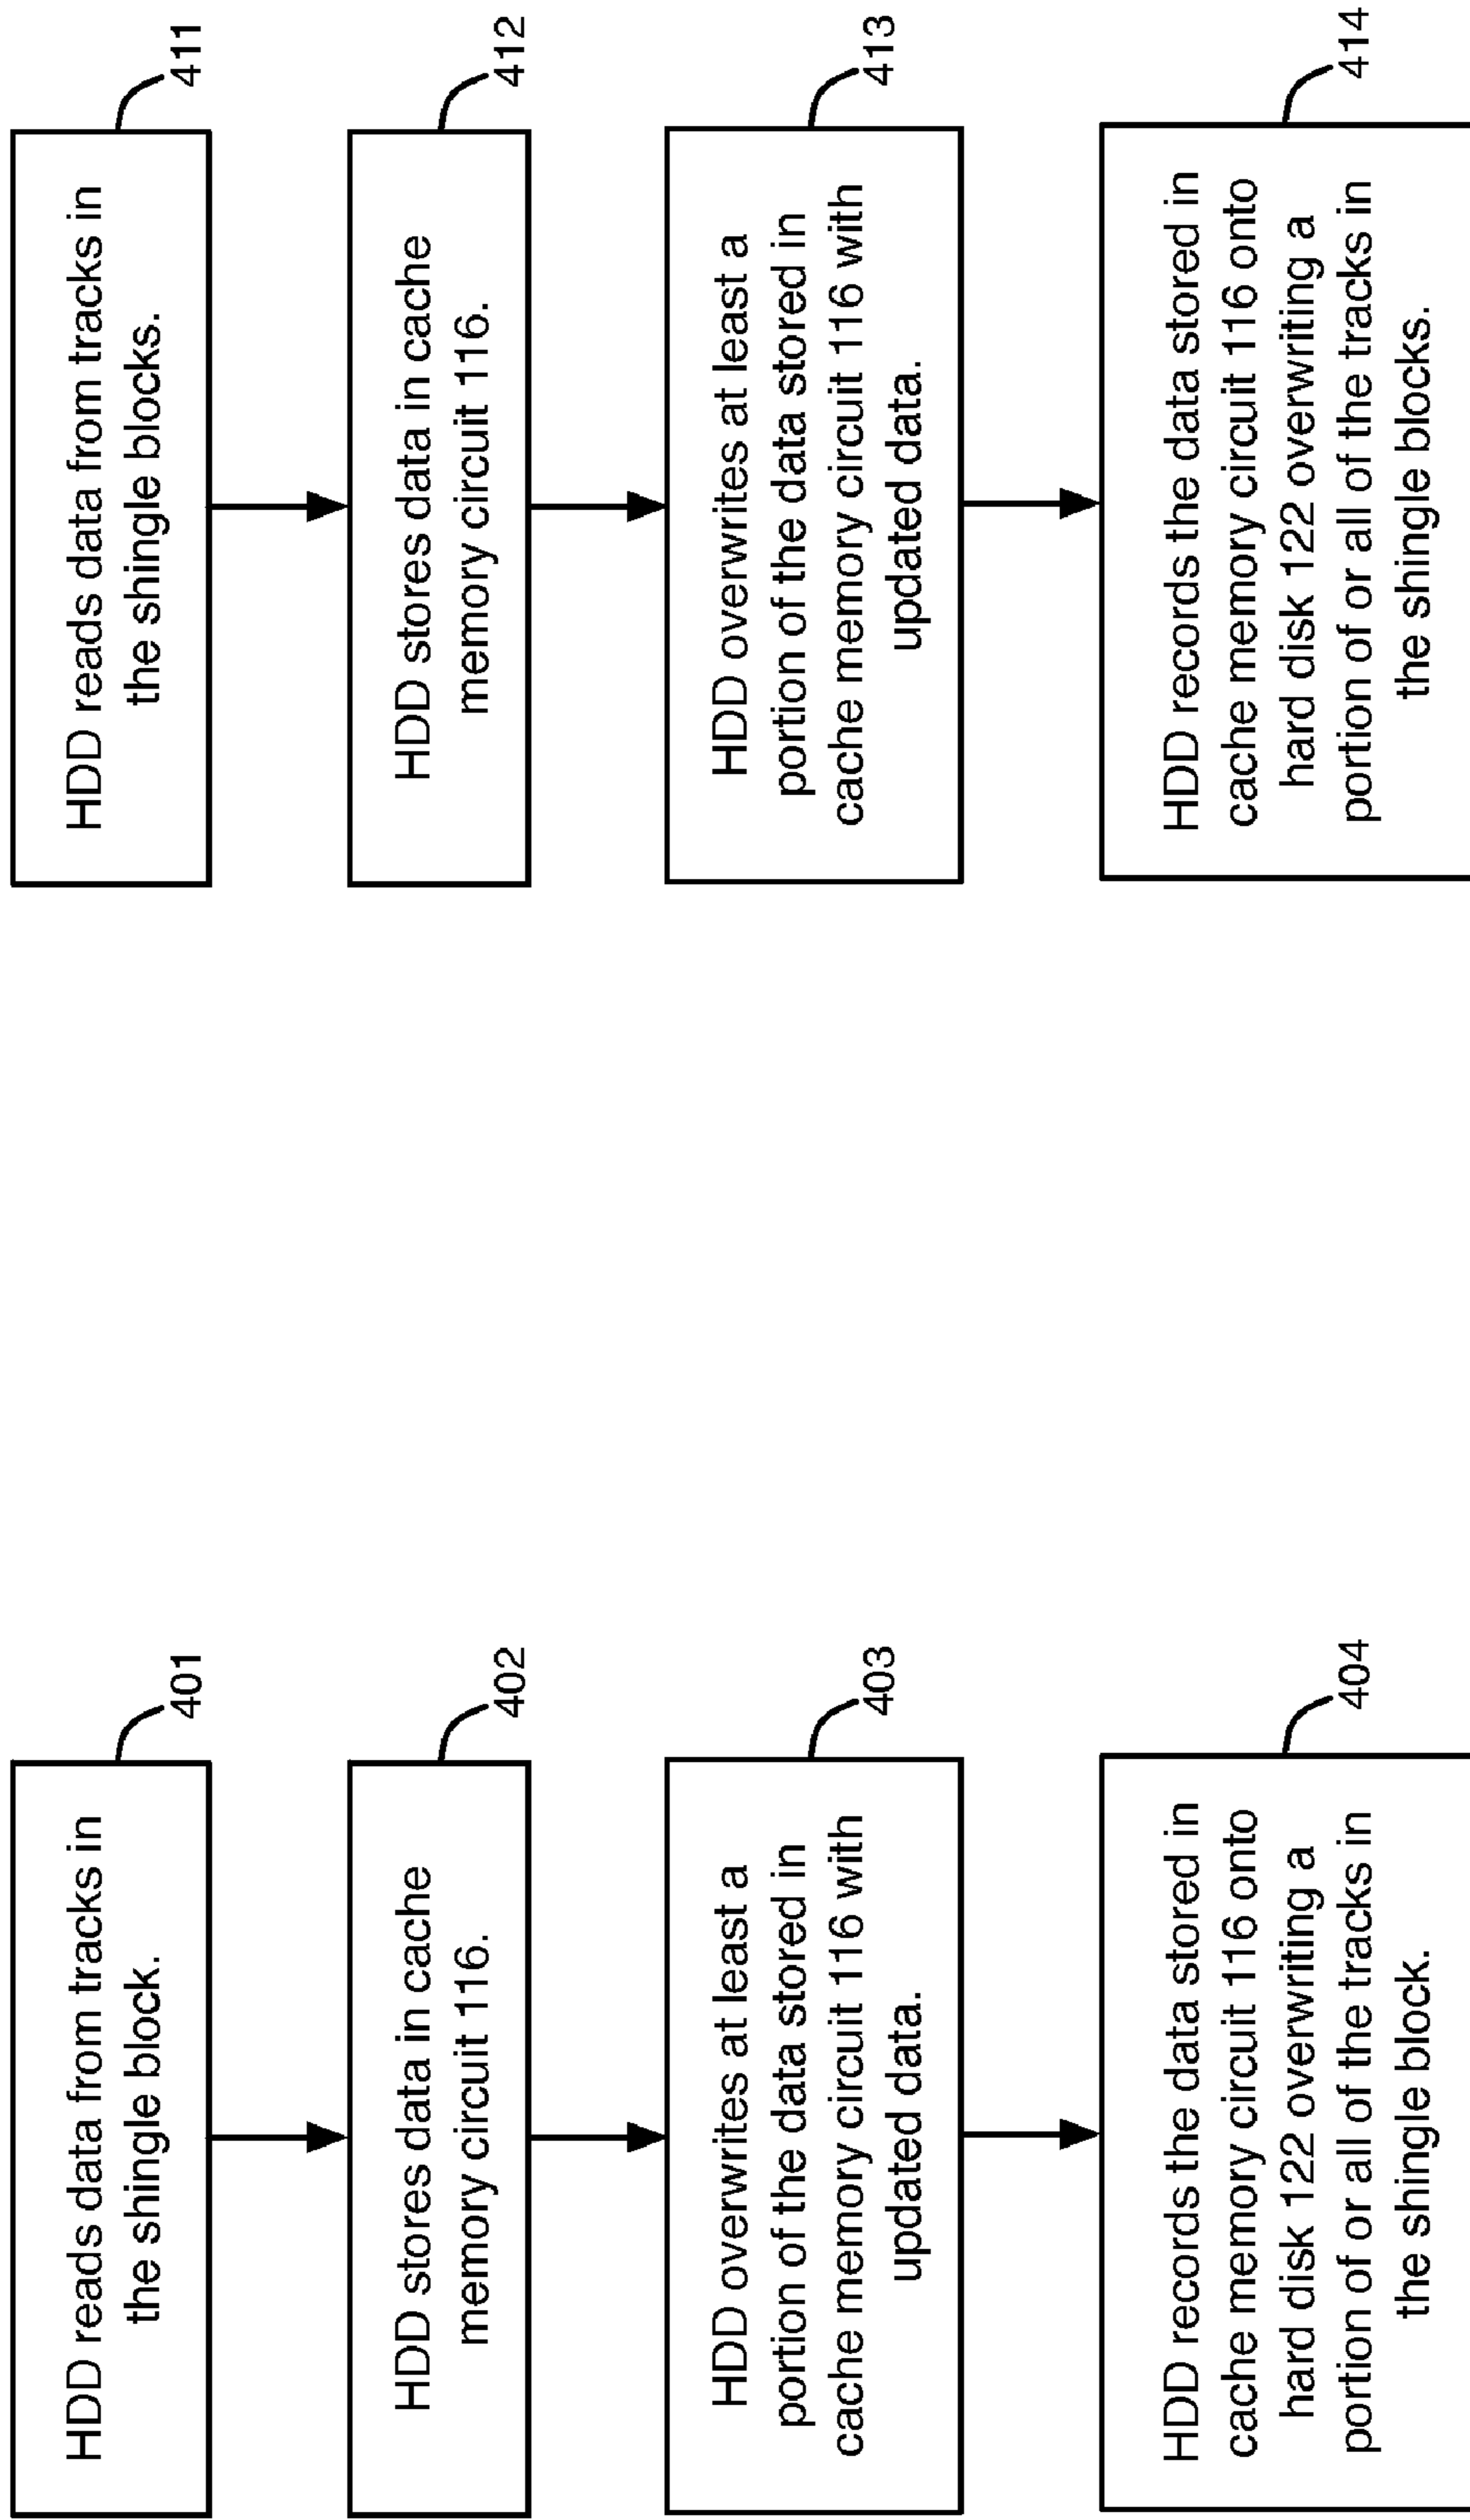 HDD reads data from tracks in
the shingle block.
401
HDD stores data in cache
memory circuit 116.
402
HDD overwrites at least a
portion of the data stored in
cache memory circuit 116 with
updated data.
403
HDD records the data stored in
cache memory circuit 116 onto
hard disk 122 overwriting a
portion of or all of the tracks in
the shingle block.
404
HDD reads data from tracks in
the shingle blocks.
411
HDD stores data in cache
memory circuit 116.
412
HDD overwrites at least a
portion of the data stored in
cache memory circuit 116 with
updated data.
413
HDD records the data stored in
cache memory circuit 116 onto
hard disk 122 overwriting a
portion of or all of the tracks in
the shingle blocks.
414